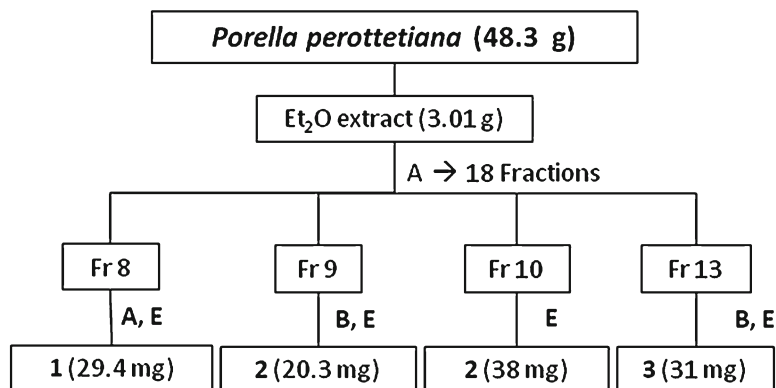 Porella perottetiana (48.3 g)
Et₂O extract (3.01 g)
A → 18 Fractions
Fr 8
Fr 9
Fr 10
Fr 13
A, E
B, E
E
B, E
1 (29.4 mg)
2 (20.3 mg)
2 (38 mg)
3 (31 mg)